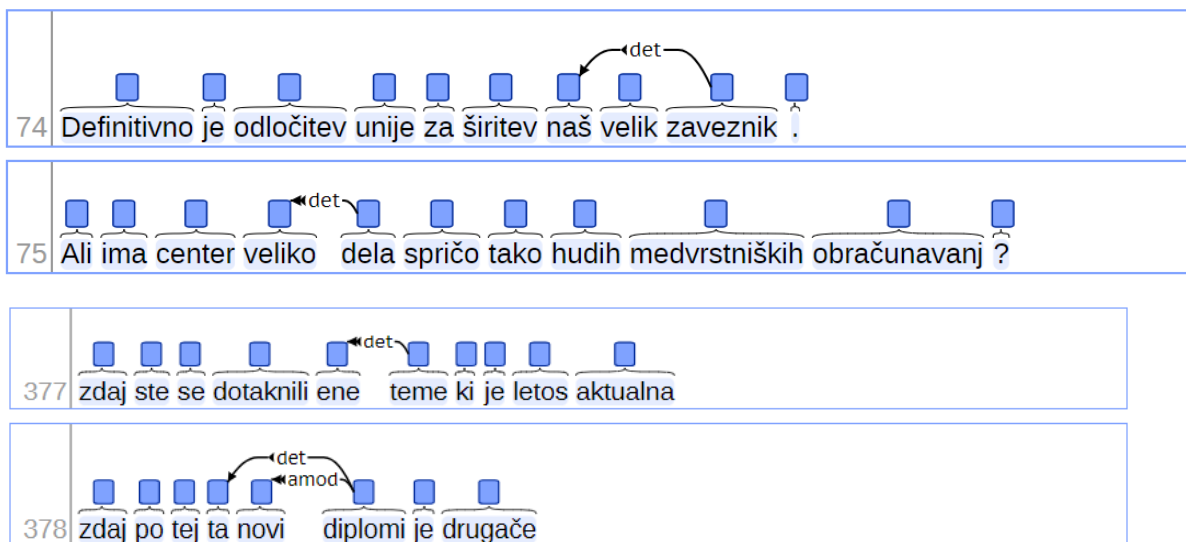 det
74 Definitivno je odločitev unije za širitev naš velik zaveznik .
det
75 Ali ima center veliko dela spričo tako hudih medvrstniških obračunavanj ?
det
377 zdaj ste se dotaknili ene teme ki je letos aktualna
det
amod
378 zdaj po tej ta novi diplomi je drugače